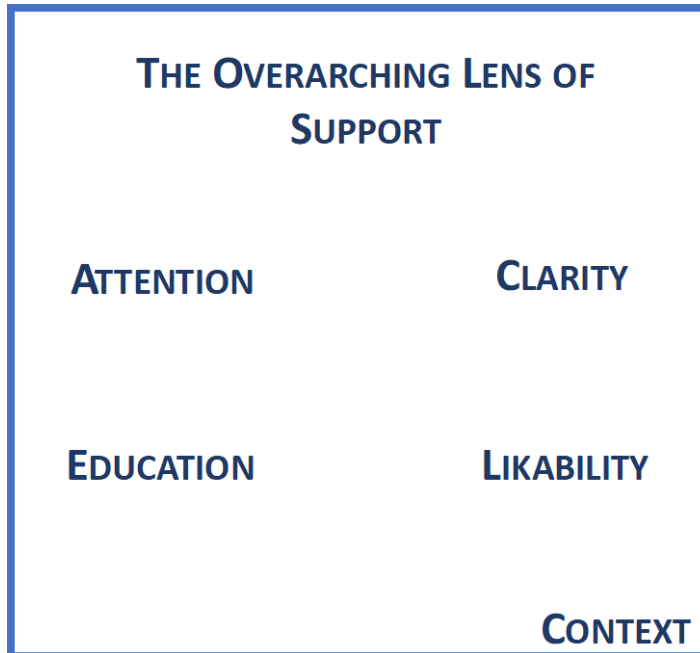 THE OVERARCHING LENS OF
SUPPORT
ATTENTION
CLARITY
EDUCATION
LIKABILITY
CONTEXT